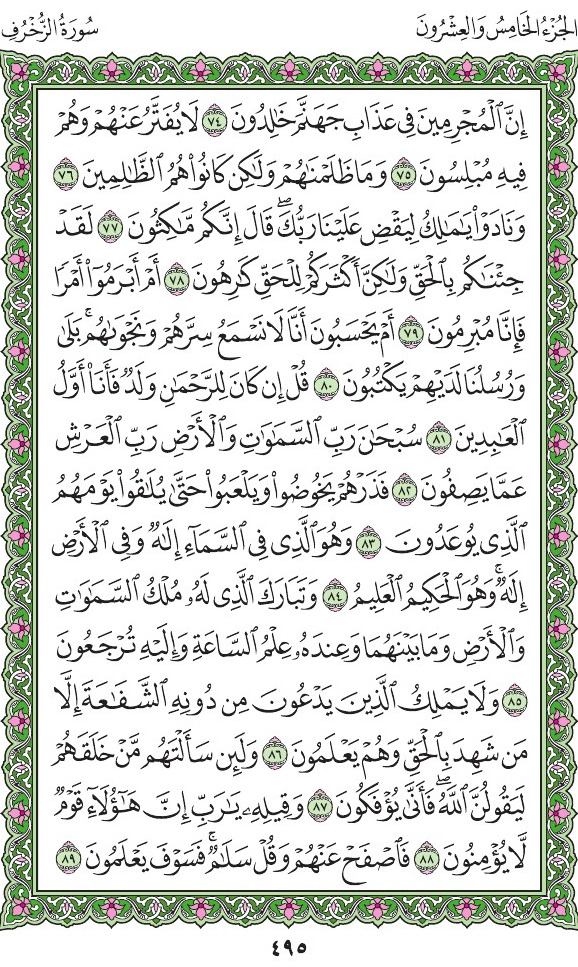 الجُزْءُ الخَامِسُ وَالعِشْرُونَ
سُورَةُ الزُّخْرُفِ
إِنَّ ٱلْمُجْرِمِينَ فِي عَذَابِ جَهَنَّمَ خَٰلِدُونَ ٧٤ لَا يُفَتَّرُ عَنْهُمْ وَهُمْ
فِيهِ مُبْلِسُونَ ٧٥ وَمَا ظَلَمْنَٰهُمْ وَلَٰكِن كَانُوا۟ هُمُ ٱلظَّٰلِمِينَ ٧٦
وَنَادَوْا۟ يَٰمَٰلِكُ لِيَقْضِ عَلَيْنَا رَبُّكَ ۖ قَالَ إِنَّكُم مَّٰكِثُونَ ٧٧ لَقَدْ
جِئْنَٰكُم بِٱلْحَقِّ وَلَٰكِنَّ أَكْثَرَكُمْ لِلْحَقِّ كَٰرِهُونَ ٧٨ أَمْ أَبْرَمُوٓا۟ أَمْرًا
فَإِنَّا مُبْرِمُونَ ٧٩ أَمْ يَحْسَبُونَ أَنَّا لَا نَسْمَعُ سِرَّهُمْ وَنَجْوَىٰهُم ۚ بَلَىٰ
وَرُسُلُنَا لَدَيْهِمْ يَكْتُبُونَ ٨٠ قُلْ إِن كَانَ لِلرَّحْمَٰنِ وَلَدٌ فَأَنَا۠ أَوَّلُ
ٱلْعَٰبِدِينَ ٨١ سُبْحَٰنَ رَبِّ ٱلسَّمَٰوَٰتِ وَٱلْأَرْضِ رَبِّ ٱلْعَرْشِ
عَمَّا يَصِفُونَ ٨٢ فَذَرْهُمْ يَخُوضُوا۟ وَيَلْعَبُوا۟ حَتَّىٰ يُلَٰقُوا۟ يَوْمَهُمُ
ٱلَّذِي يُوعَدُونَ ٨٣ وَهُوَ ٱلَّذِي فِي ٱلسَّمَآءِ إِلَٰهٌ وَفِي ٱلْأَرْضِ
إِلَٰهٌ ۚ وَهُوَ ٱلْحَكِيمُ ٱلْعَلِيمُ ٨٤ وَتَبَارَكَ ٱلَّذِي لَهُۥ مُلْكُ ٱلسَّمَٰوَٰتِ
وَٱلْأَرْضِ وَمَا بَيْنَهُمَا وَعِندَهُۥ عِلْمُ ٱلسَّاعَةِ وَإِلَيْهِ تُرْجَعُونَ
٨٥ وَلَا يَمْلِكُ ٱلَّذِينَ يَدْعُونَ مِن دُونِهِ ٱلشَّفَٰعَةَ إِلَّا
مَن شَهِدَ بِٱلْحَقِّ وَهُمْ يَعْلَمُونَ ٨٦ وَلَئِن سَأَلْتَهُم مَّنْ خَلَقَهُمْ
لَيَقُولُنَّ ٱللَّهُ ۖ فَأَنَّىٰ يُؤْفَكُونَ ٨٧ وَقِيلِهِۦ يَٰرَبِّ إِنَّ هَٰٓؤُلَآءِ قَوْمٌ
لَّا يُؤْمِنُونَ ٨٨ فَٱصْفَحْ عَنْهُمْ وَقُلْ سَلَٰمٌ ۚ فَسَوْفَ يَعْلَمُونَ ٨٩
٤٩٥